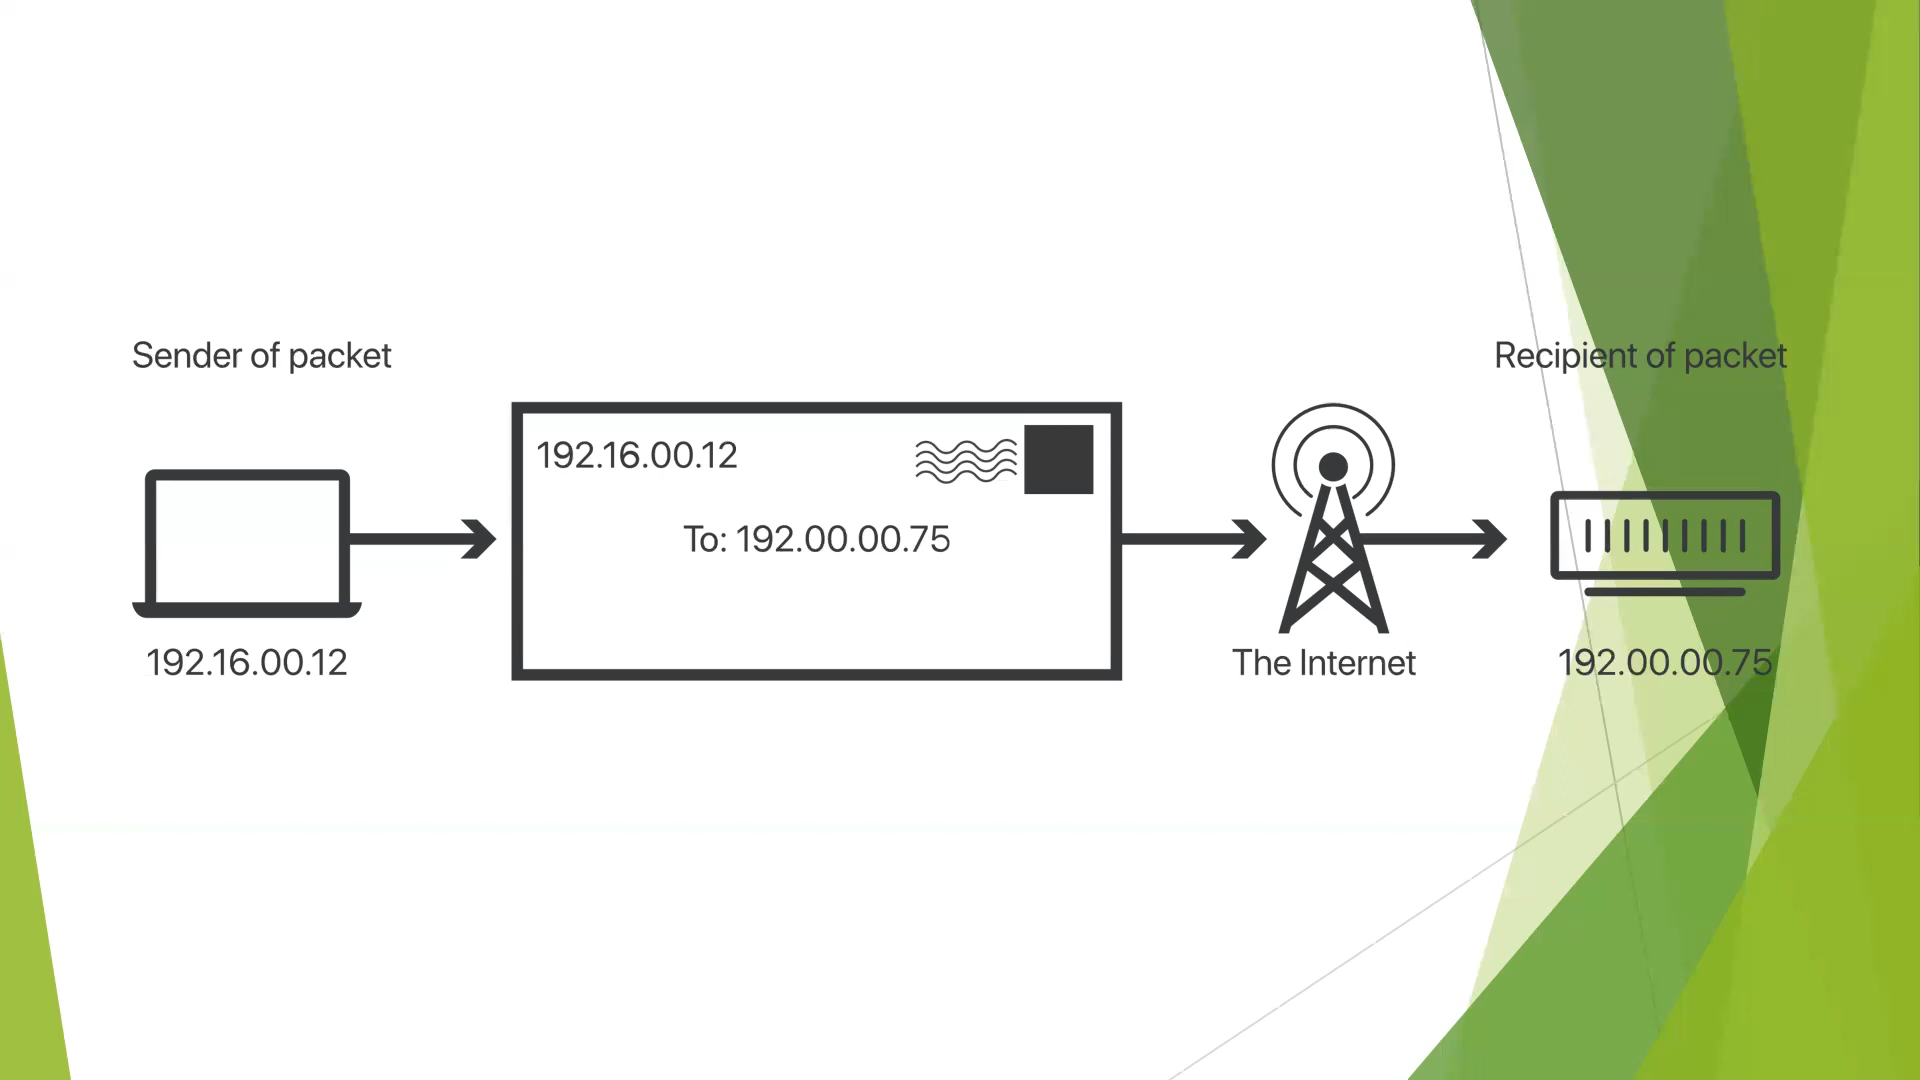 Sender of packet
Recipient of packet
192.16.00.12
To: 192.00.00.75
192.16.00.12
The Internet
192.00.00.75